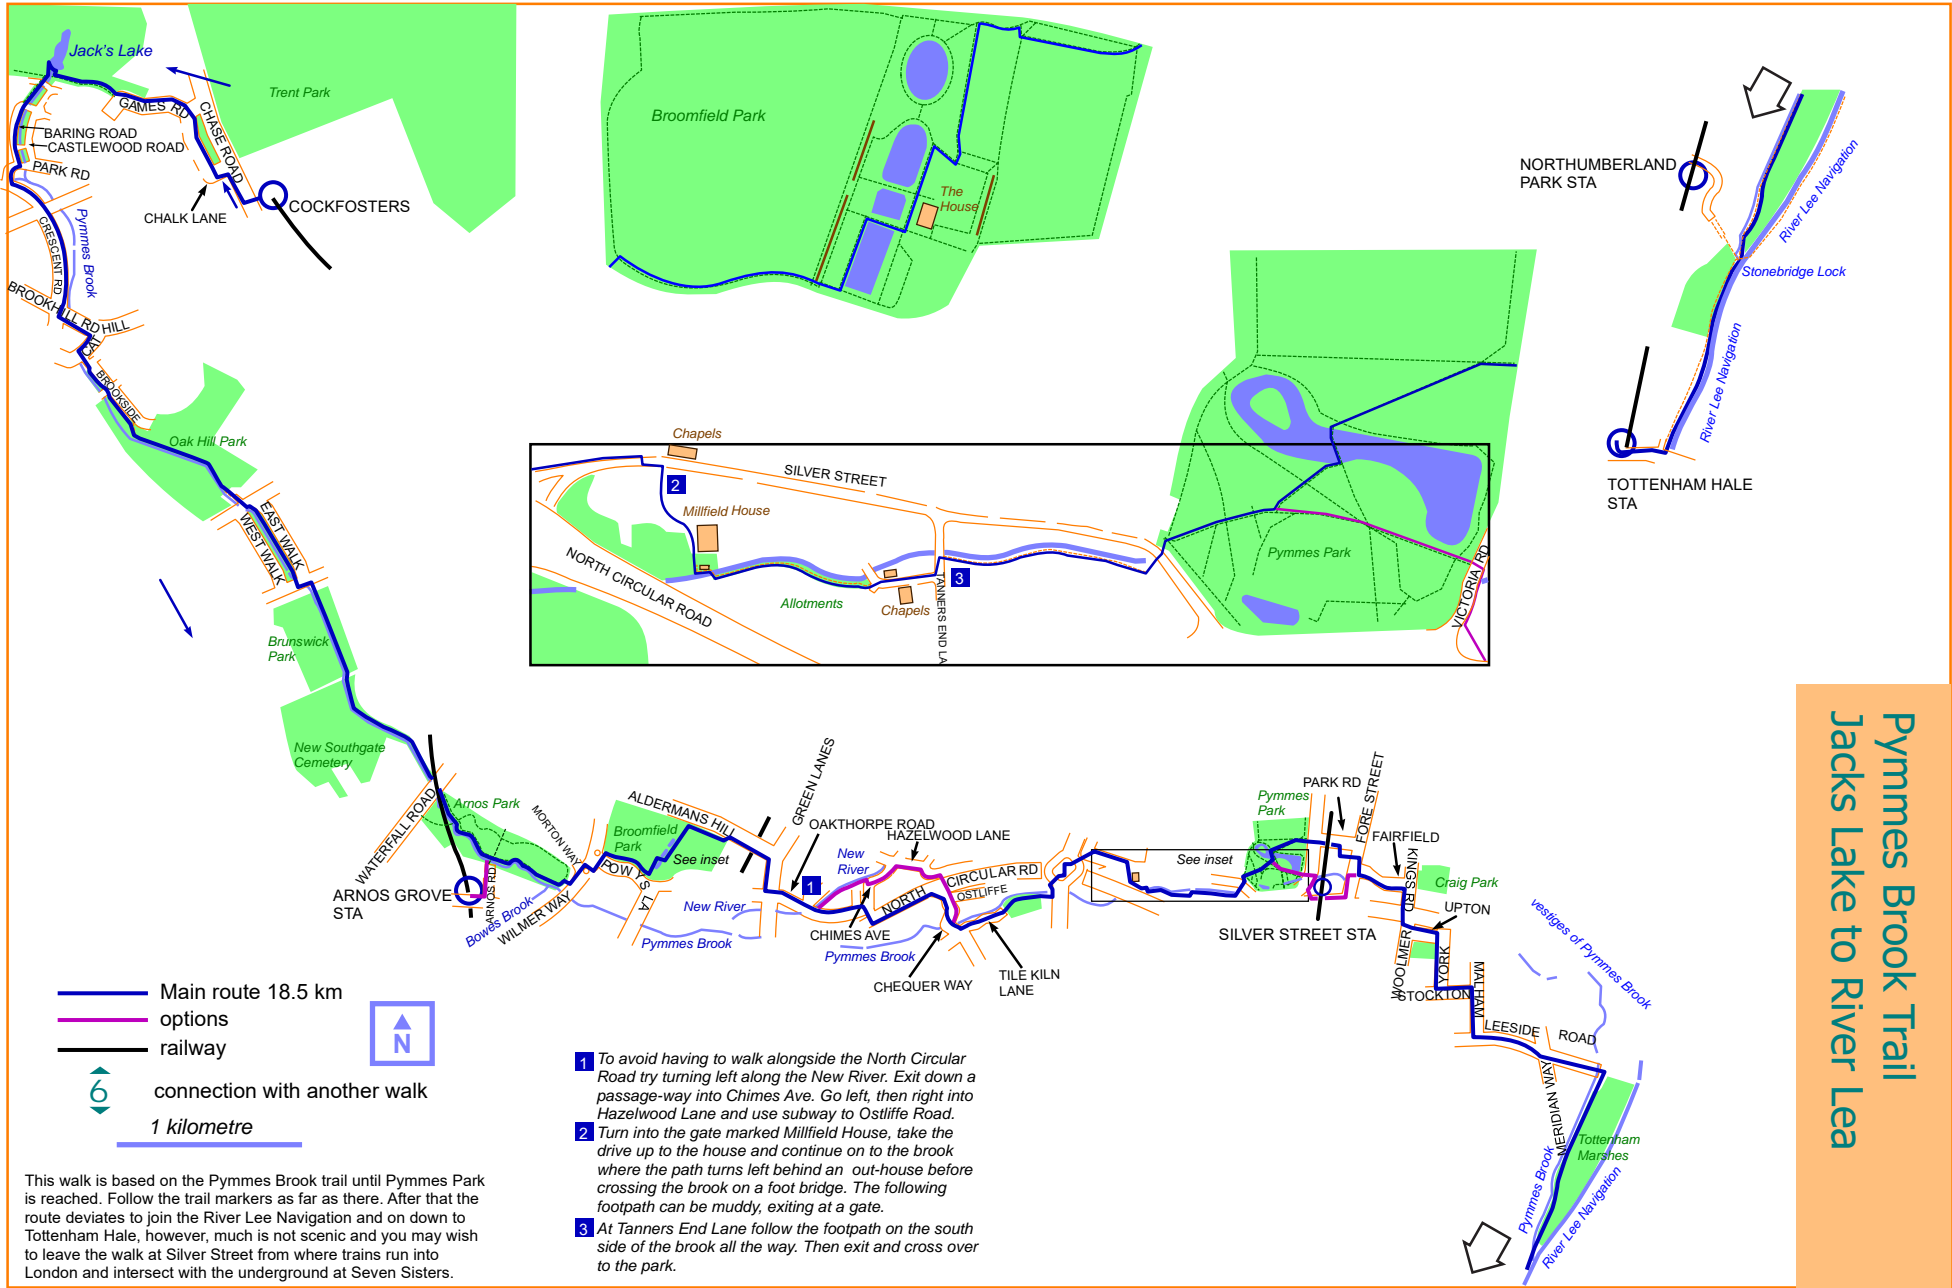 Jack's Lake
Trent Park
GAMES RD
CHASE ROAD
BARING ROAD
CASTLEWOOD ROAD
PARK RD
CHALK LANE
COCKFOSTERS
CRESCENT RD
Pymmes Brook
BROOKHILL RD
CAT HILL
BROOKSIDE
Oak Hill Park
EAST WALK
WEST WALK
Brunswick
Park
New Southgate
Cemetery
Broomfield Park
The
House
NORTHUMBERLAND
PARK STA
River Lee Navigation
Stonebridge Lock
River Lee Navigation
TOTTENHAM HALE
STA
Chapels
SILVER STREET
2
Millfield House
NORTH CIRCULAR ROAD
Allotments
Chapels
TANNERS END LA
3
Pymmes Park
VICTORIA RD
WATERFALL ROAD
Arnos Park
ARNOS GROVE
STA
ARNOS RD
Bowes Brook
MORTON WAY
WILMER WAY
POWYS LA
ALDERMANS HILL
Broomfield
Park
See inset
Pymmes Brook
New River
GREEN LANES
OAKTHORPE ROAD
1
New
River
HAZELWOOD LANE
CHIMES AVE
NORTH CIRCULAR RD
OSTLIFFE
Pymmes Brook
CHEQUER WAY
TILE KILN
LANE
See inset
Pymmes
Park
PARK RD
FORE STREET
SILVER STREET STA
FAIRFIELD
KINGS RD
Craig Park
UPTON
WOOLMER
YORK
STOCKTON
MALHAM
LEESIDE ROAD
vestiges of Pymmes Brook
MERIDIAN WAY
Tottenham
Marshes
Pymmes Brook
River Lee Navigation
Pymmes Brook Trail
Jacks Lake to River Lea
Main route 18.5 km
options
railway
6 connection with another walk
1 kilometre
N
This walk is based on the Pymmes Brook trail until Pymmes Park
is reached. Follow the trail markers as far as there. After that the
route deviates to join the River Lee Navigation and on down to
Tottenham Hale, however, much is not scenic and you may wish
to leave the walk at Silver Street from where trains run into
London and intersect with the underground at Seven Sisters.
1 To avoid having to walk alongside the North Circular
Road try turning left along the New River. Exit down a
passage-way into Chimes Ave. Go left, then right into
Hazelwood Lane and use subway to Ostliffe Road.
2 Turn into the gate marked Millfield House, take the
drive up to the house and continue on to the brook
where the path turns left behind an out-house before
crossing the brook on a foot bridge. The following
footpath can be muddy, exiting at a gate.
3 At Tanners End Lane follow the footpath on the south
side of the brook all the way. Then exit and cross over
to the park.